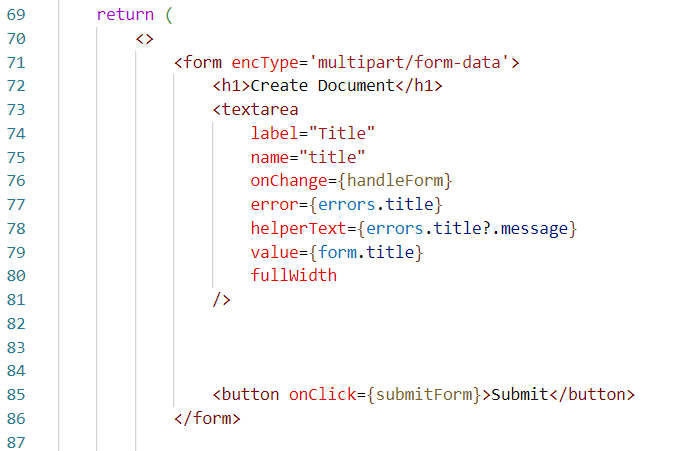 69 return (
70 <>
71 <form encType='multipart/form-data'>
72 <h1>Create Document</h1>
73 <textarea
74 label="Title"
75 name="title"
76 onChange={handleForm}
77 error={errors.title}
78 helperText={errors.title?.message}
79 value={form.title}
80 fullWidth
81 />
82
83
84
85 <button onClick={submitForm}>Submit</button>
86 </form>
87